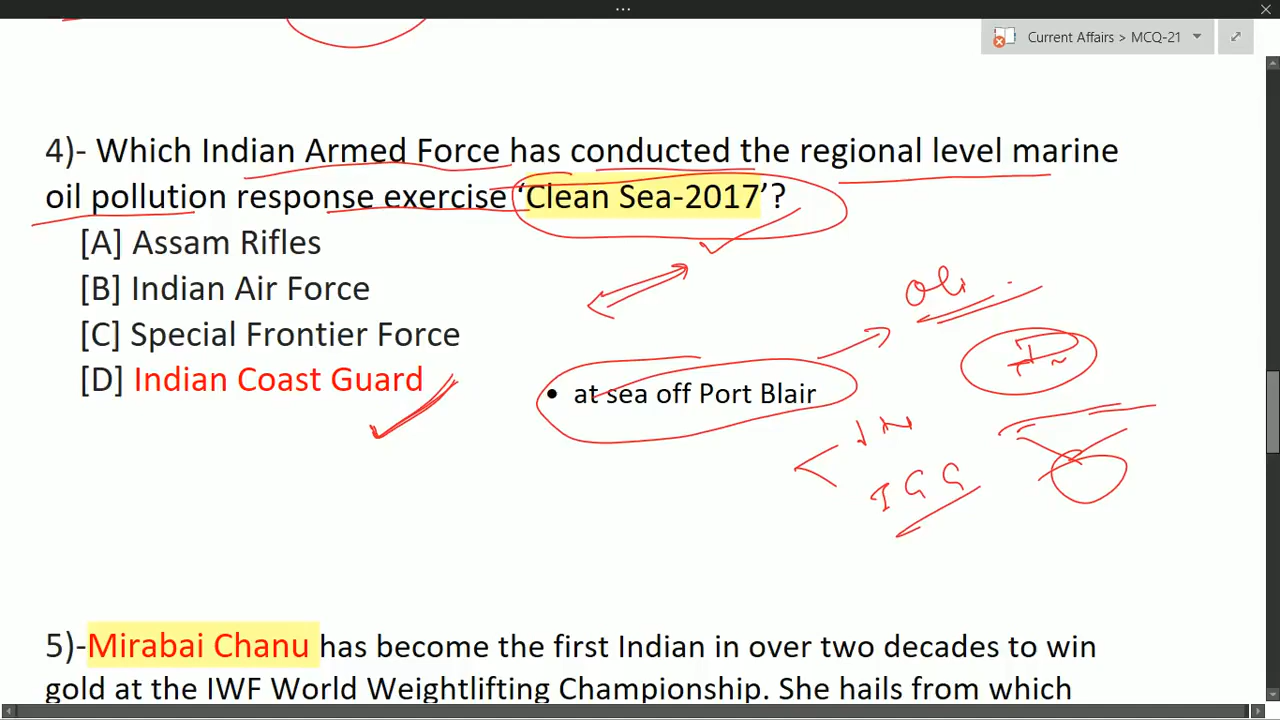 Current Affairs > MCQ-21
4)- Which Indian Armed Force has conducted the regional level marine
oil pollution response exercise ‘Clean Sea-2017’?
[A] Assam Rifles
[B] Indian Air Force
[C] Special Frontier Force
[D] Indian Coast Guard
• at sea off Port Blair
IN
5)-Mirabai Chanu has become the first Indian in over two decades to win
gold at the IWF World Weightlifting Championship. She hails from which